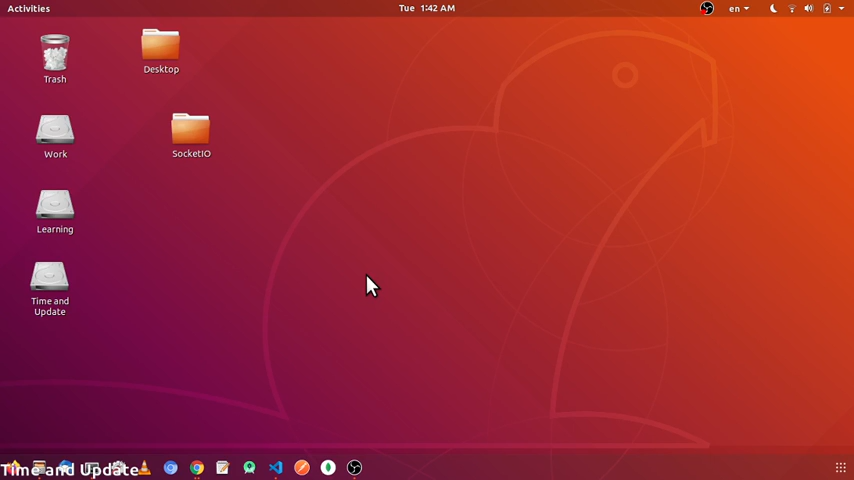 Activities
Tue 1:42 AM
en
Trash
Desktop
Work
SocketIO
Learning
Time and
Update
Time and Update